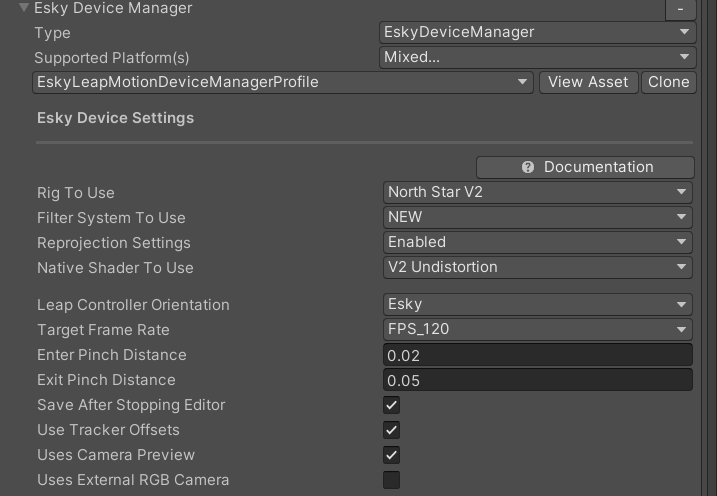 Esky Device Manager -
Type EskyDeviceManager
Supported Platform(s) Mixed...
EskyLeapMotionDeviceManagerProfile View Asset Clone
Esky Device Settings
? Documentation
Rig To Use North Star V2
Filter System To Use NEW
Reprojection Settings Enabled
Native Shader To Use V2 Undistortion
Leap Controller Orientation Esky
Target Frame Rate FPS_120
Enter Pinch Distance 0.02
Exit Pinch Distance 0.05
Save After Stopping Editor
Use Tracker Offsets
Uses Camera Preview
Uses External RGB Camera